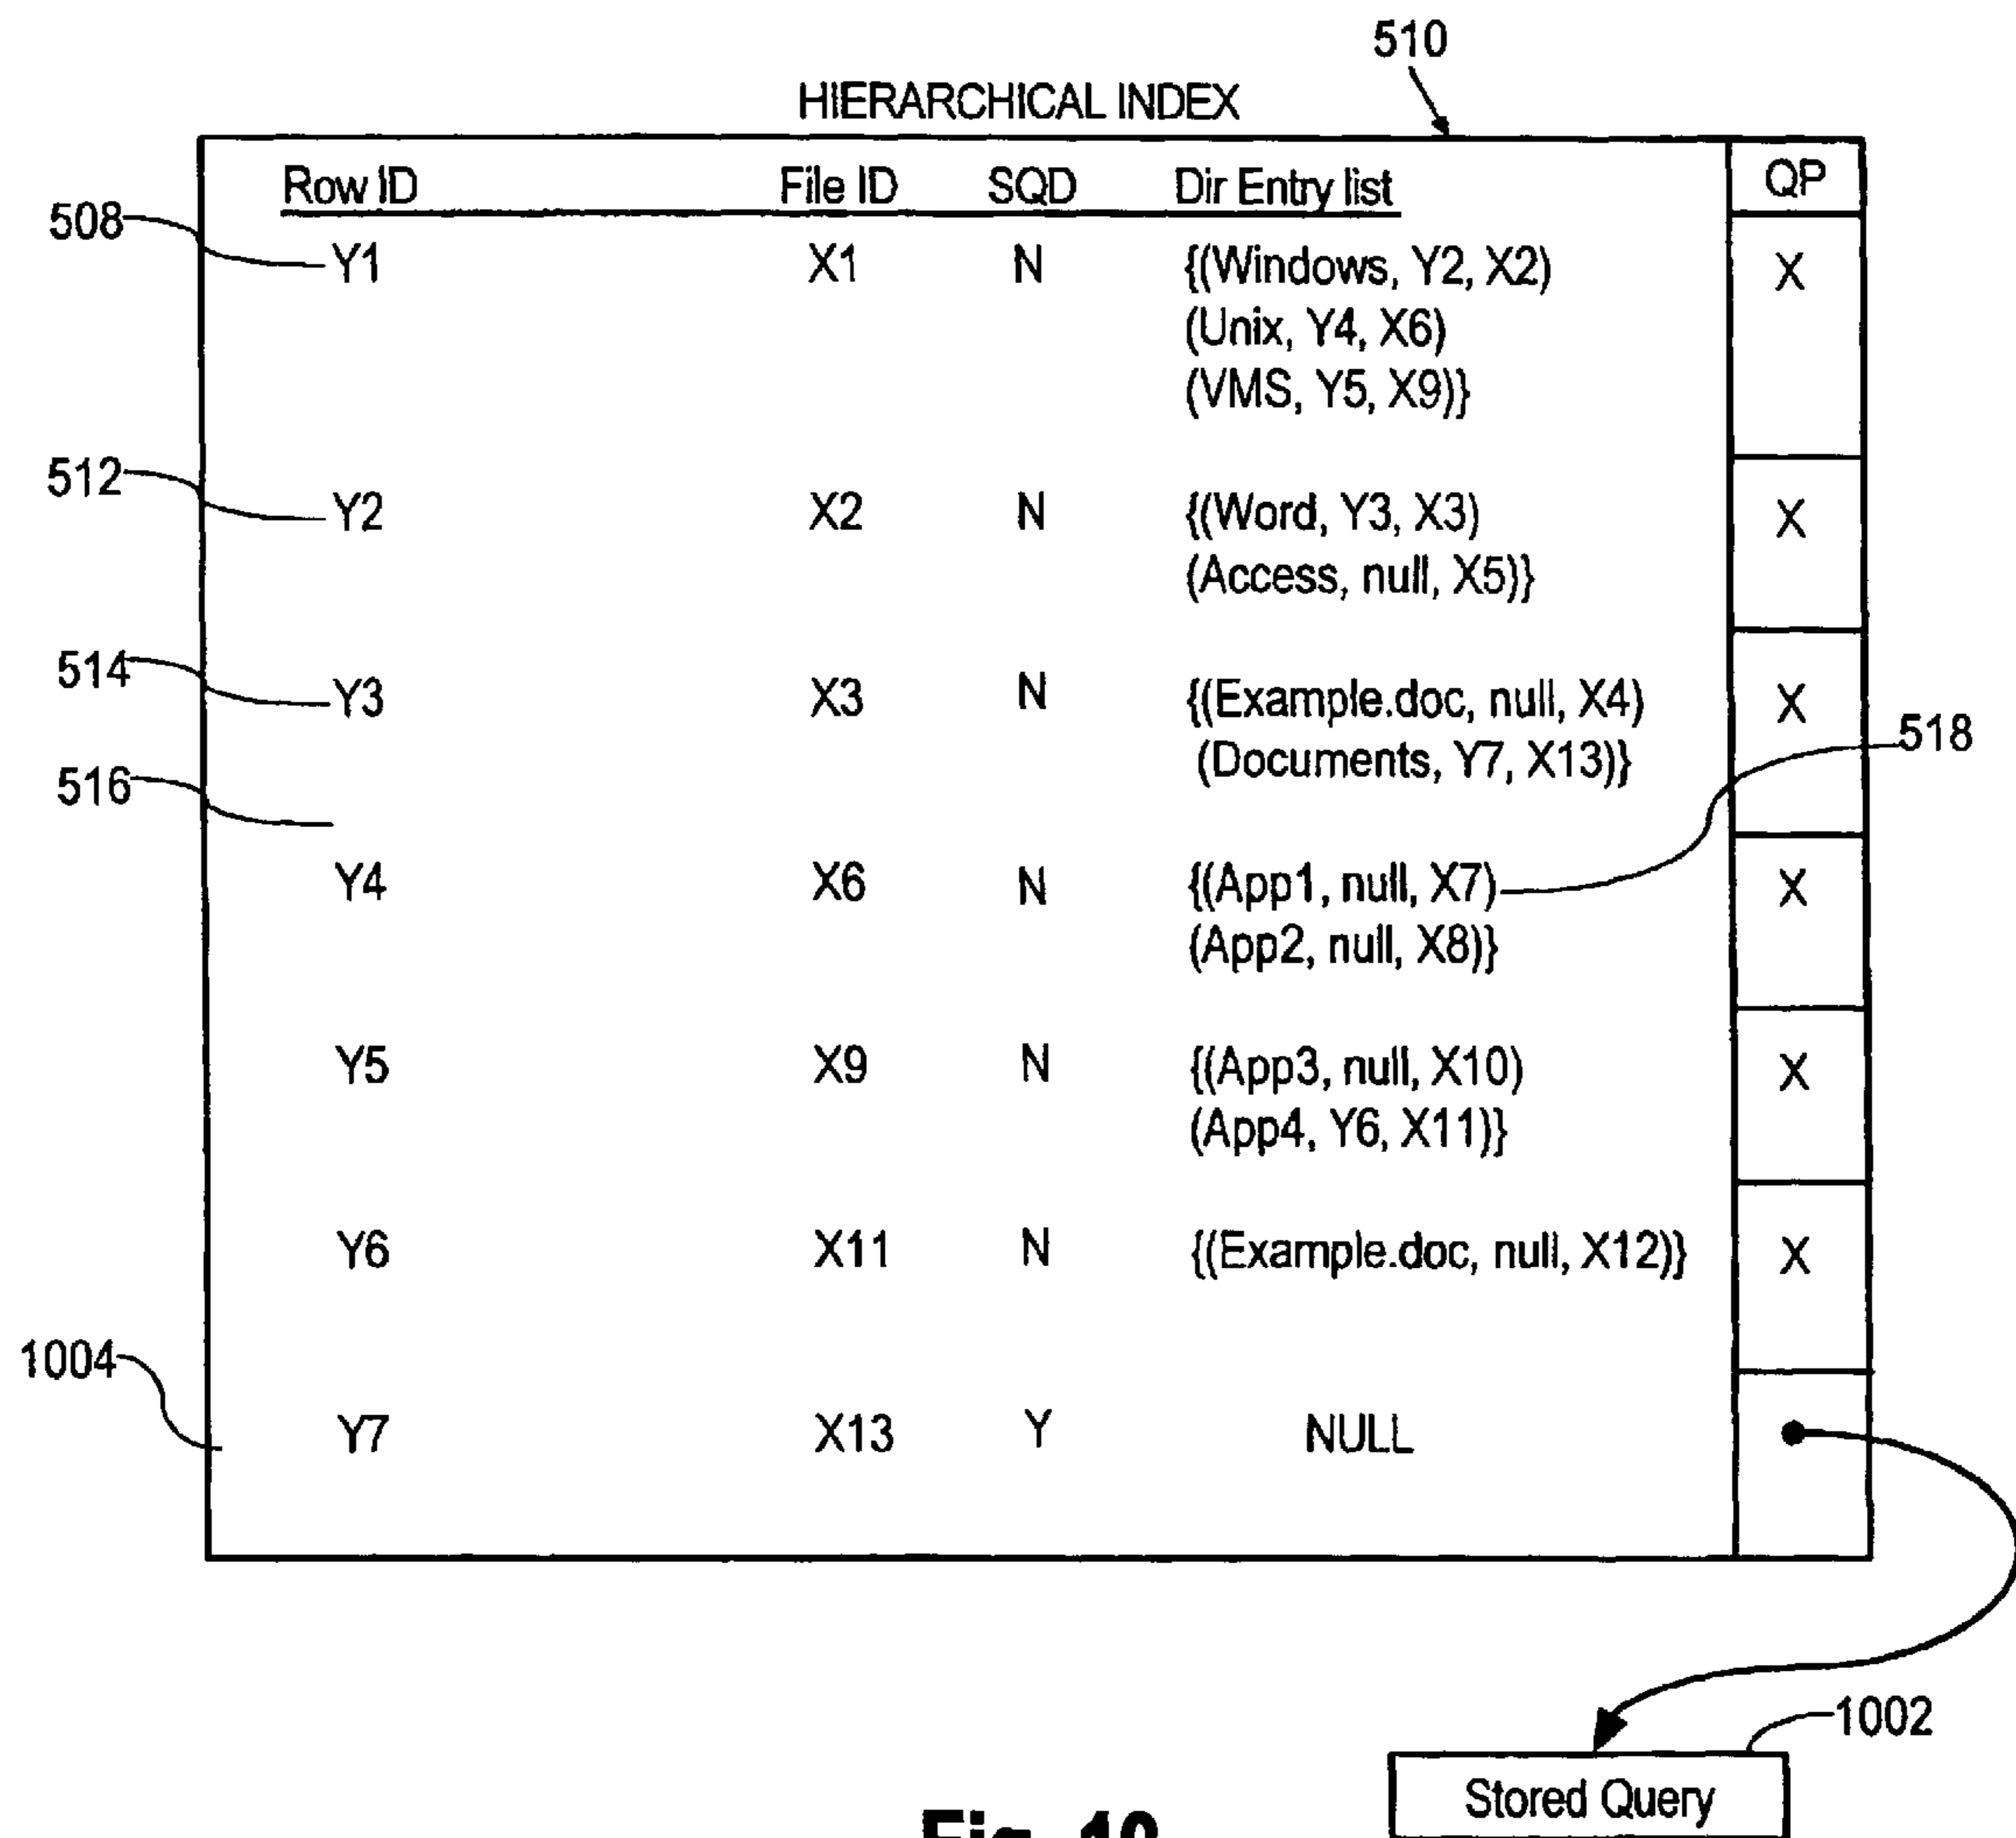 510
HIERARCHICAL INDEX
Row ID File ID SQD Dir Entry list QP
508 Y1 X1 N {(Windows, Y2, X2) X
(Unix, Y4, X6)
(VMS, Y5, X9)}
512 Y2 X2 N {(Word, Y3, X3) X
(Access, null, X5)}
514 Y3 X3 N {(Example.doc, null, X4) X
(Documents, Y7, X13)} 518
516
Y4 X6 N {(App1, null, X7) X
(App2, null, X8)}
Y5 X9 N {(App3, null, X10) X
(App4, Y6, X11)}
Y6 X11 N {(Example.doc, null, X12)} X
1004 Y7 X13 Y NULL
1002
Stored Query
Fig. 10